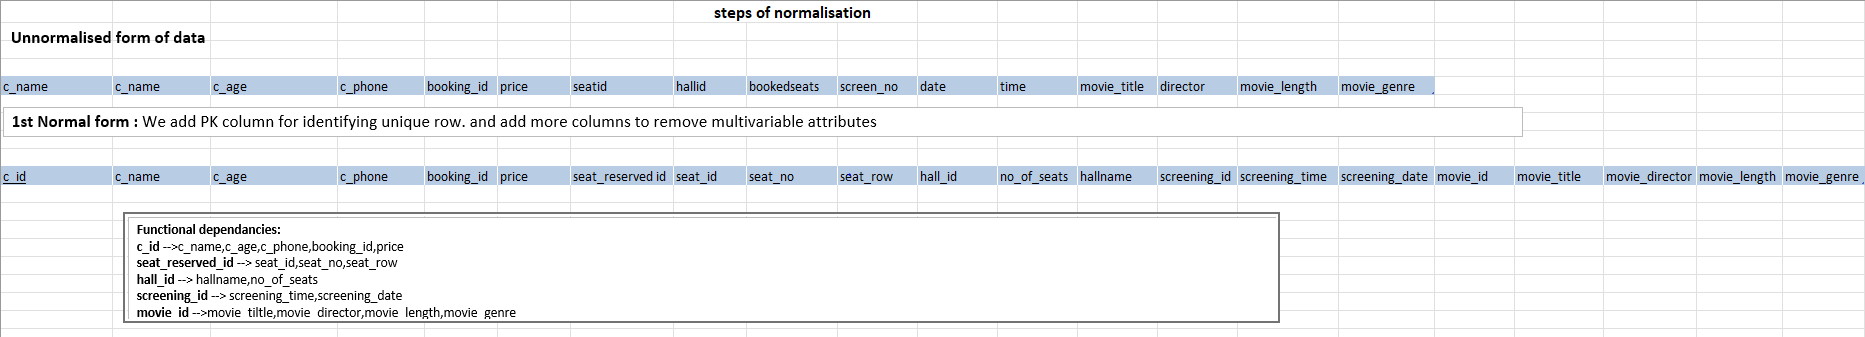 steps of normalisation
Unnormalised form of data
c_name c_name c_age c_phone booking_id price seatid hallid bookedseats screen_no date time movie_title director movie_length movie_genre
1st Normal form : We add PK column for identifying unique row. and add more columns to remove multivariable attributes
c_id c_name c_age c_phone booking_id price seat_reserved id seat_id seat_no seat_row hall_id no_of_seats hallname screening_id screening_time screening_date movie_id movie_title movie_director movie_length movie_genre
Functional dependancies:
c_id -->c_name,c_age,c_phone,booking_id,price
seat_reserved_id --> seat_id,seat_no,seat_row
hall_id --> hallname,no_of_seats
screening_id --> screening_time,screening_date
movie_id -->movie_tiltle,movie_director,movie_length,movie_genre